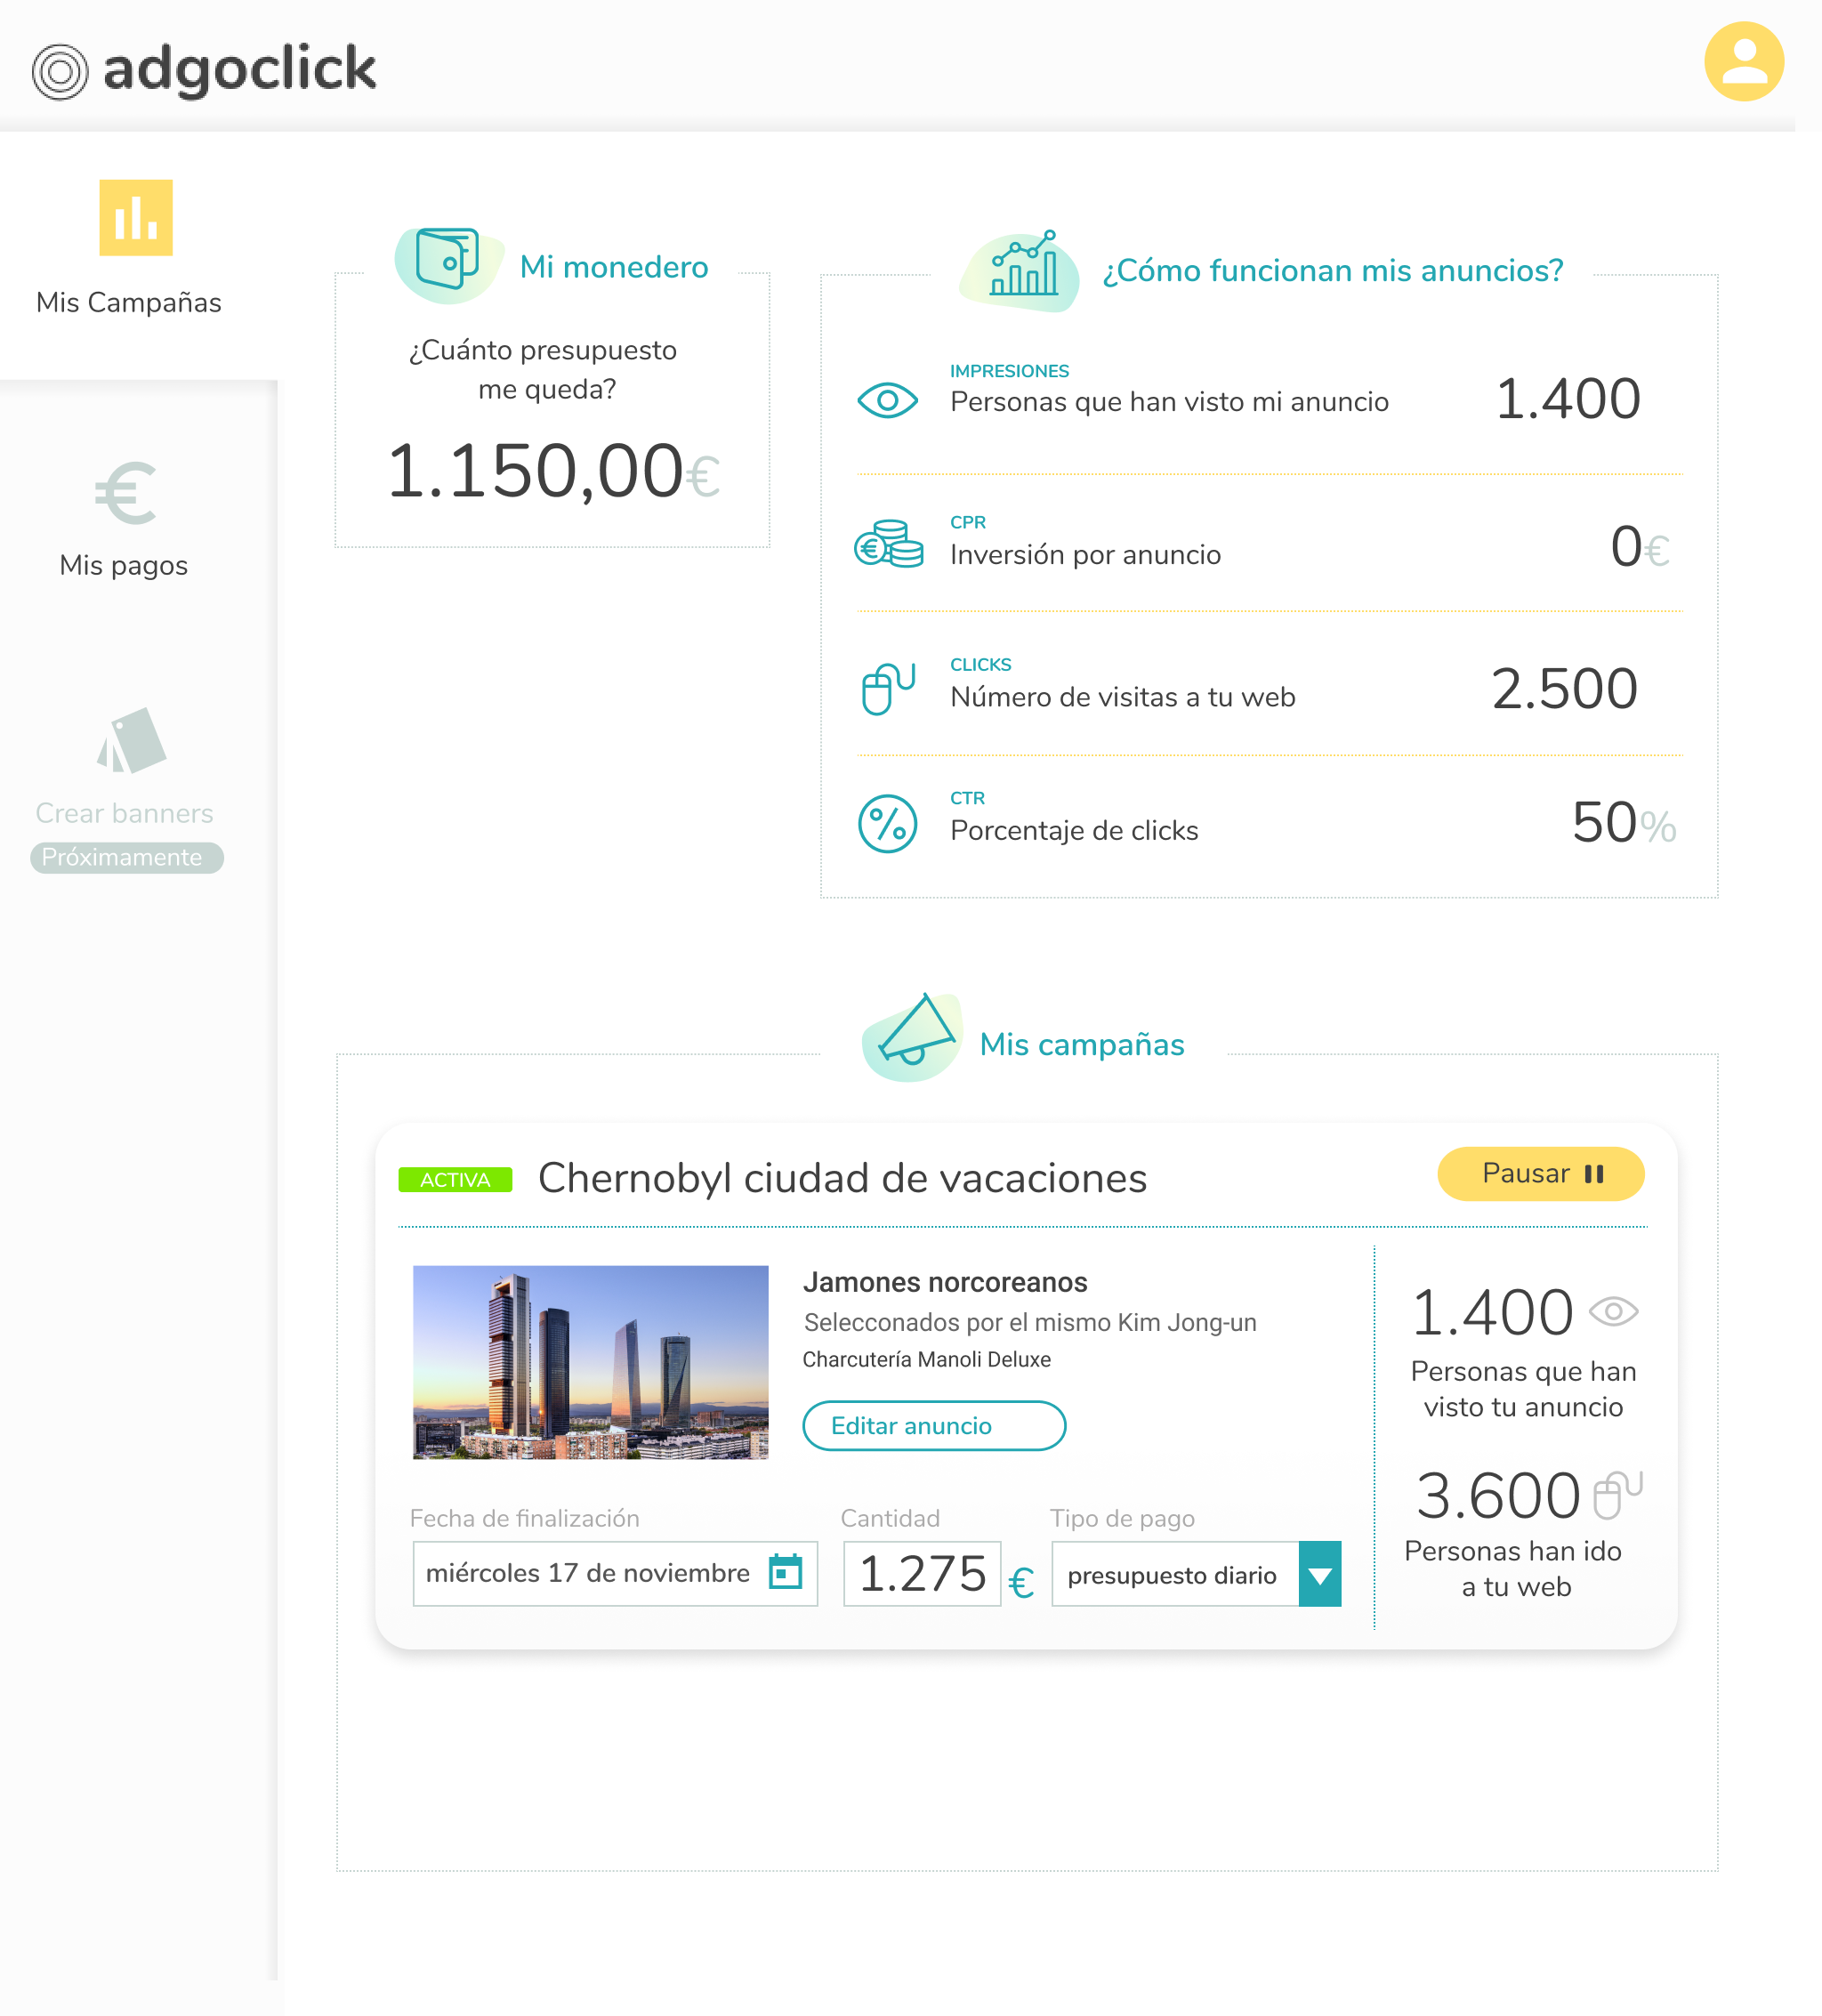 adgoclick
Mis Campañas
Mis pagos
Crear banners
Próximamente
Mi monedero
¿Cuánto presupuesto
me queda?
1.150,00€
¿Cómo funcionan mis anuncios?
IMPRESIONES
Personas que han visto mi anuncio
1.400
CPR
Inversión por anuncio
0€
CLICKS
Número de visitas a tu web
2.500
CTR
Porcentaje de clicks
50%
Mis campañas
ACTIVA
Chernobyl ciudad de vacaciones
Pausar
Jamones norcoreanos
Selecconados por el mismo Kim Jong-un
Charcutería Manoli Deluxe
Editar anuncio
Fecha de finalización
miércoles 17 de noviembre
Cantidad
1.275 €
Tipo de pago
presupuesto diario
1.400
Personas que han
visto tu anuncio
3.600
Personas han ido
a tu web